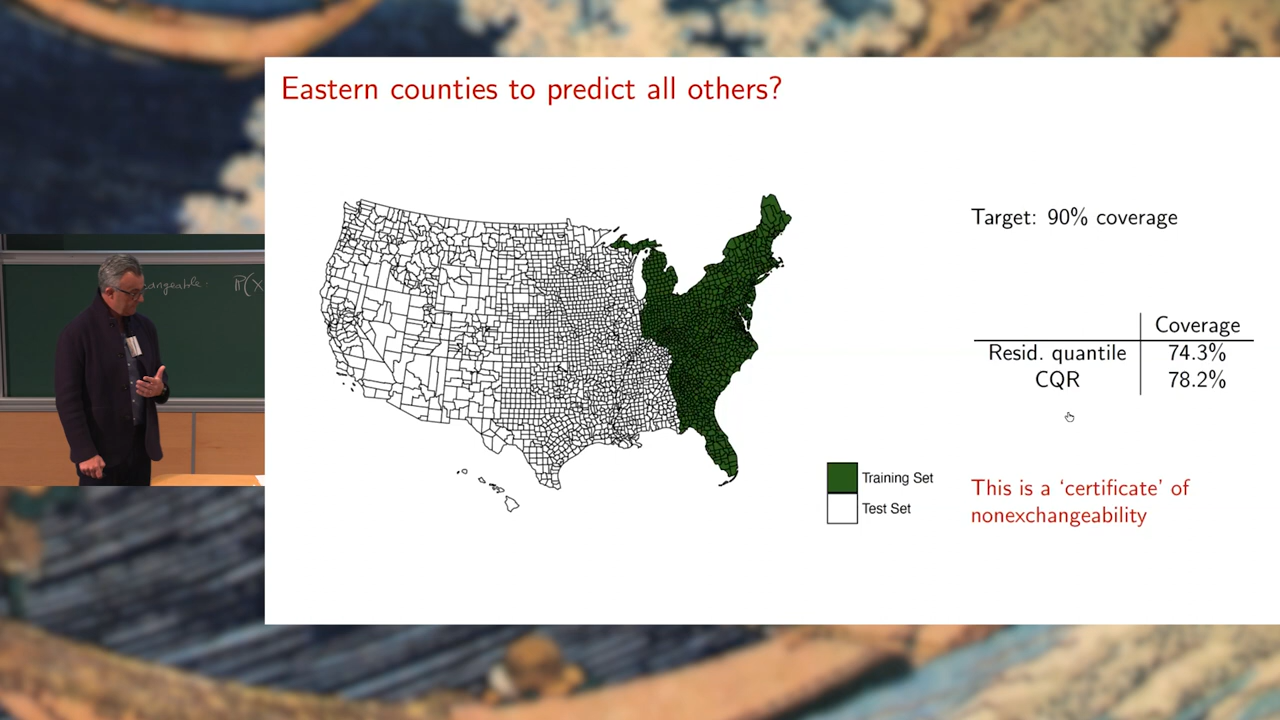 Eastern counties to predict all others?
Target: 90% coverage
Coverage
Resid. quantile 74.3%
CQR 78.2%
Training Set
Test Set
This is a ‘certificate’ of
nonexchangeability